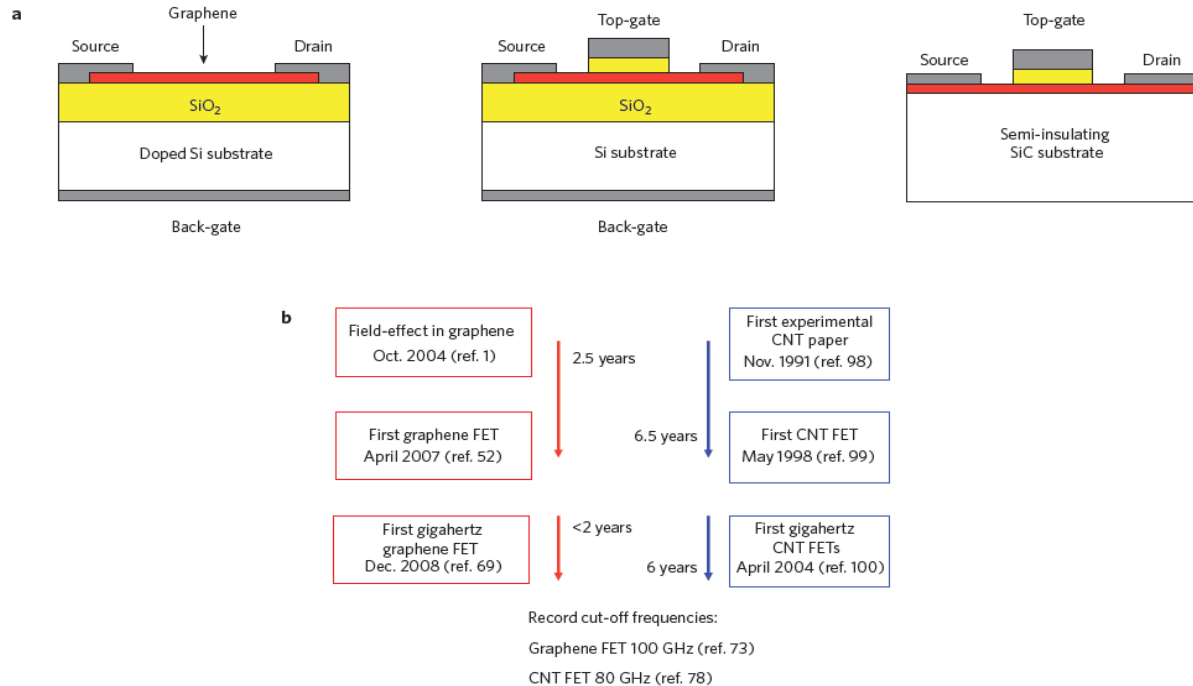 a
Graphene
Source
Drain
SiO2
Doped Si substrate
Back-gate
Top-gate
Source
Drain
SiO2
Si substrate
Back-gate
Top-gate
Source
Drain
Semi-insulating
SiC substrate
b
Field-effect in graphene
Oct. 2004 (ref. 1)
2.5 years
First graphene FET
April 2007 (ref. 52)
<2 years
First gigahertz
graphene FET
Dec. 2008 (ref. 69)
First experimental
CNT paper
Nov. 1991 (ref. 98)
6.5 years
First CNT FET
May 1998 (ref. 99)
6 years
First gigahertz
CNT FETs
April 2004 (ref. 100)
Record cut-off frequencies:
Graphene FET 100 GHz (ref. 73)
CNT FET 80 GHz (ref. 78)